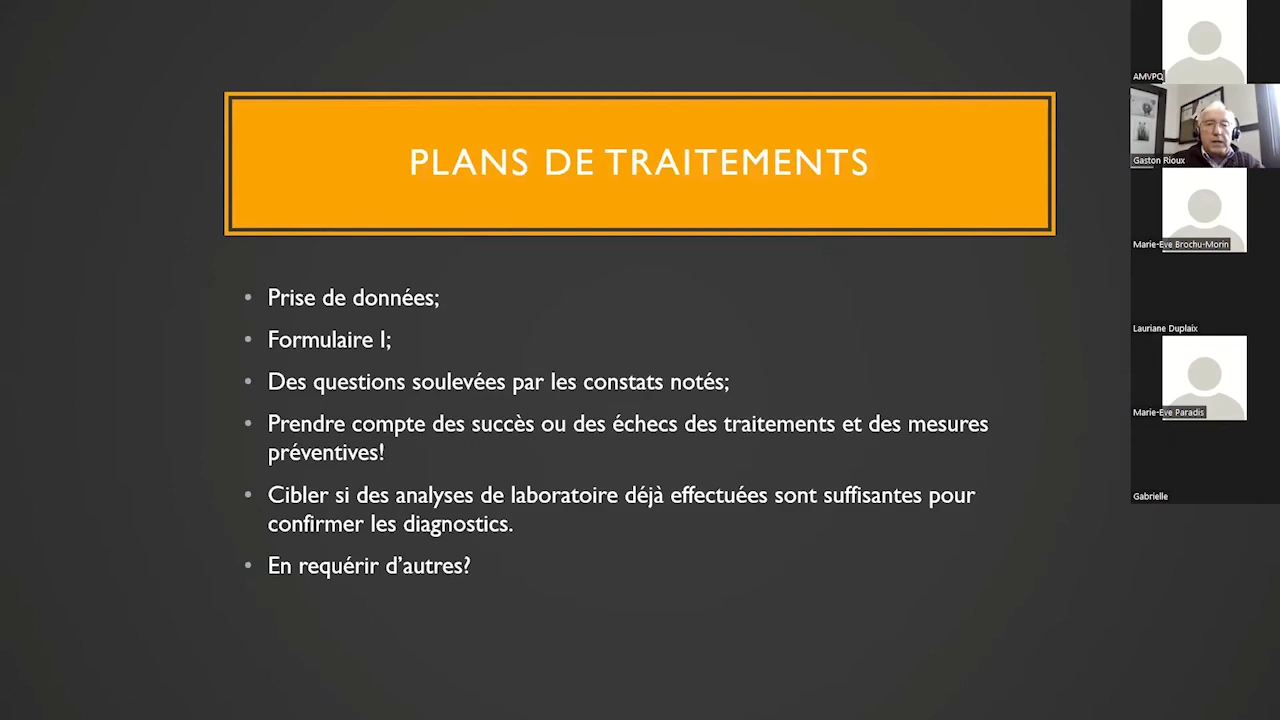 PLANS DE TRAITEMENTS
• Prise de données;
• Formulaire I;
• Des questions soulevées par les constats notés;
• Prendre compte des succès ou des échecs des traitements et des mesures
préventives!
• Cibler si des analyses de laboratoire déjà effectuées sont suffisantes pour
confirmer les diagnostics.
• En requérir d'autres?
AMVPQ
Gaston Rioux
Marie-Eve Brochu-Morin
Lauriane Duplaix
Marie-Eve Paradis
Gabrielle